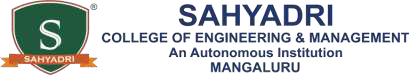 S
SAHYADRI
®
SAHYADRI
COLLEGE OF ENGINEERING & MANAGEMENT
An Autonomous Institution
MANGALURU